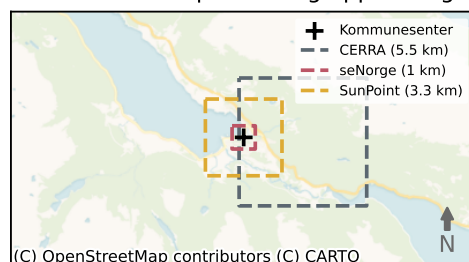 Kommunesenter
CERRA (5.5 km)
seNorge (1 km)
SunPoint (3.3 km)
N
(C) OpenStreetMap contributors (C) CARTO